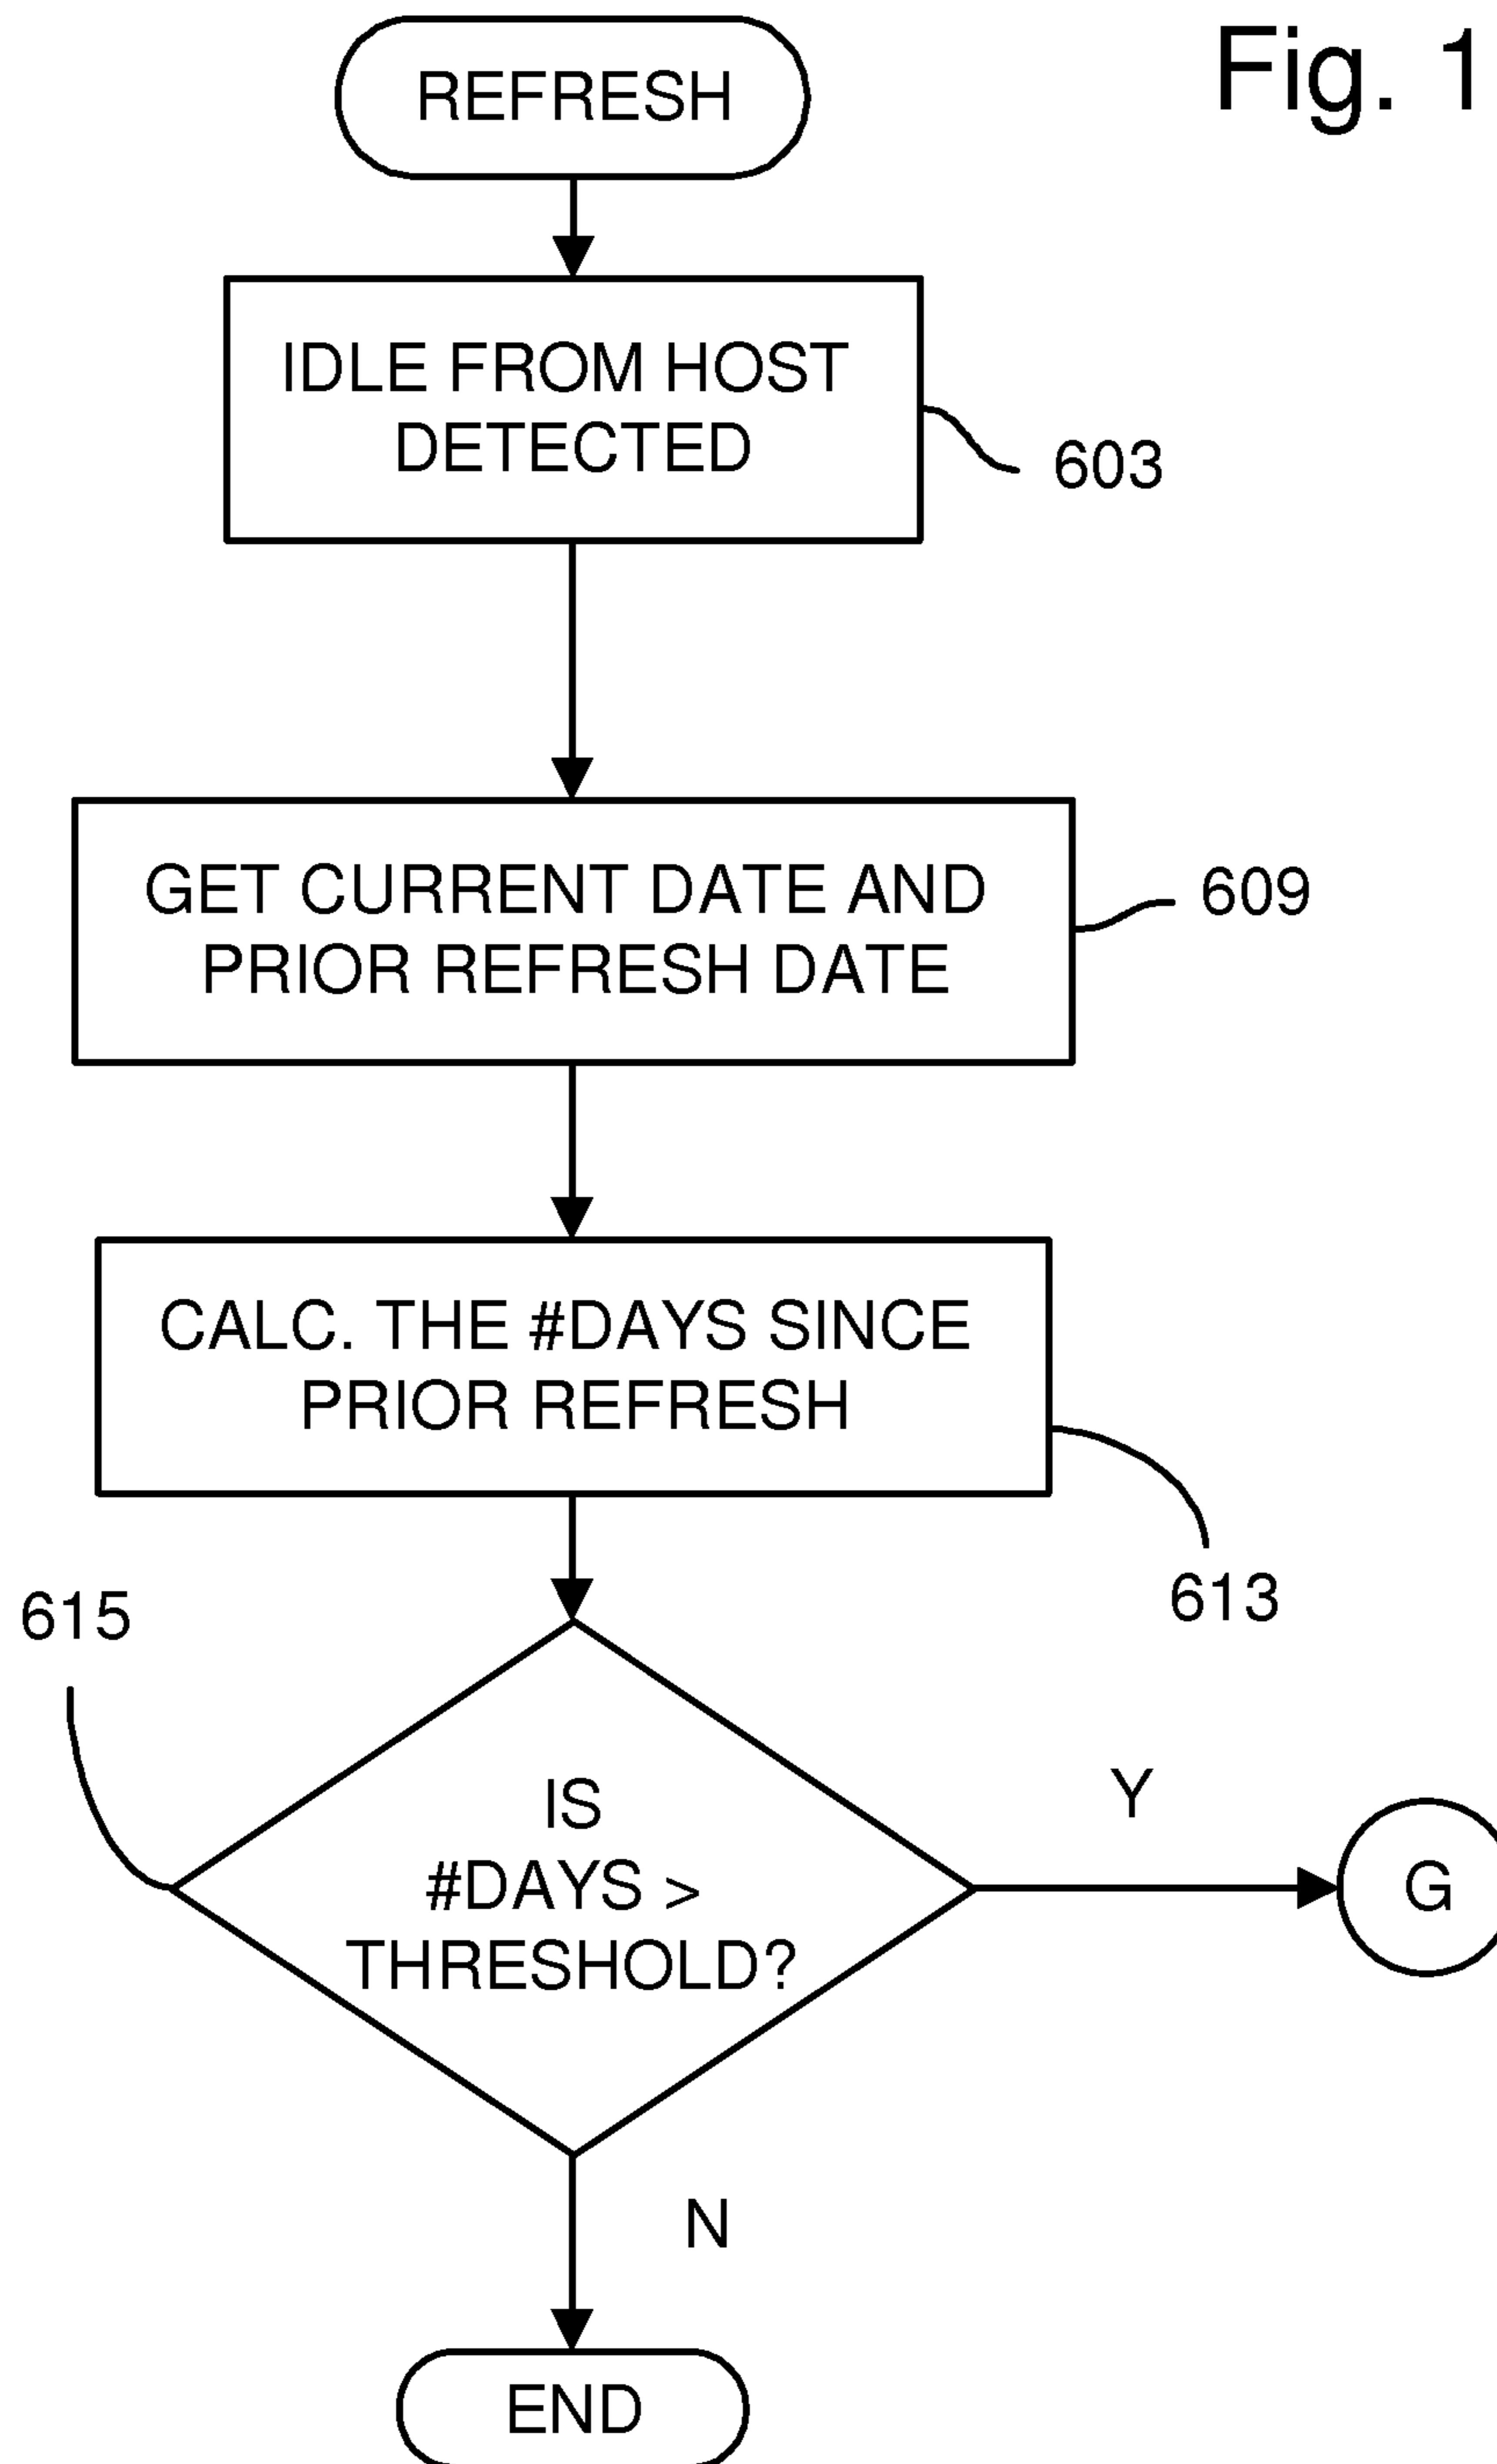 REFRESH
Fig. 1
IDLE FROM HOST
DETECTED
603
GET CURRENT DATE AND
PRIOR REFRESH DATE
609
CALC. THE #DAYS SINCE
PRIOR REFRESH
613
615
IS
#DAYS >
THRESHOLD?
Y
G
N
END